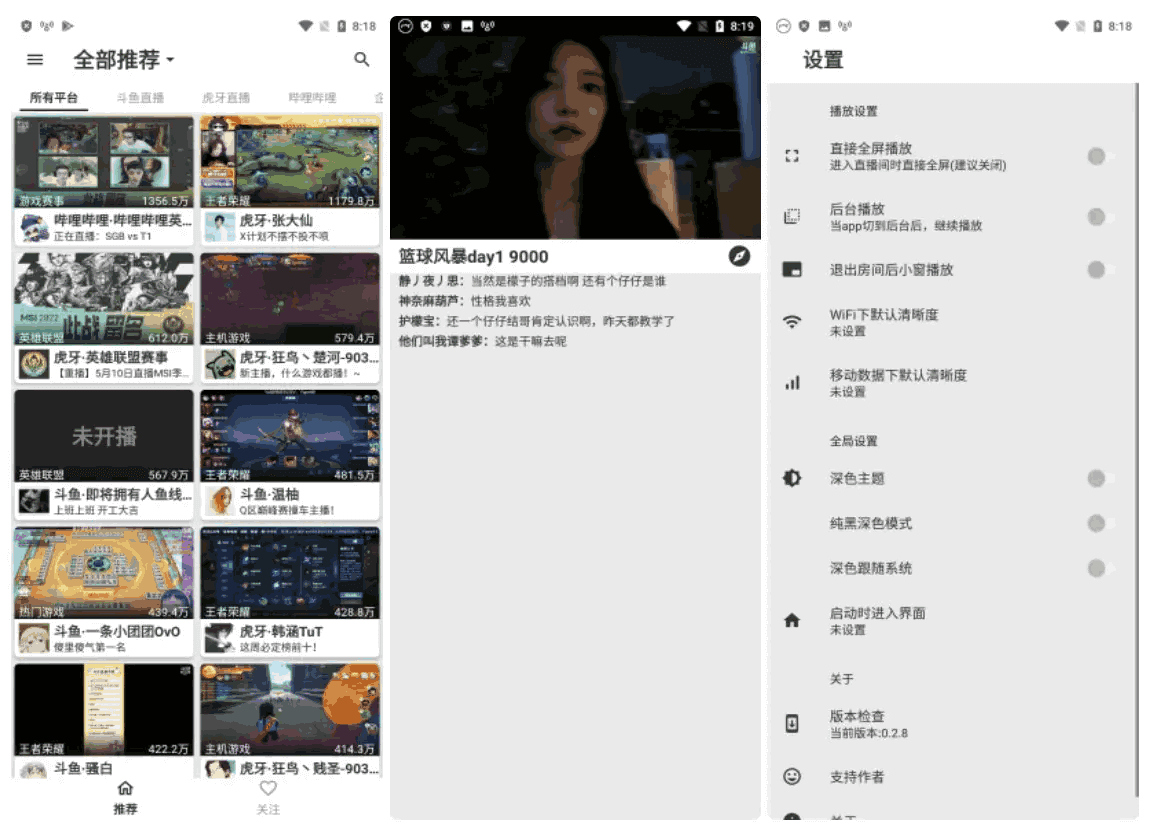 8:18
全部推荐
所有平台
斗鱼直播
虎牙直播
哔哩哔哩
游戏赛事
1356.5万
哔哩哔哩·哔哩哔哩英...
正在直播：SGB vs T1
王者荣耀
1179.8万
虎牙·张大仙
X计划不摆不投不喷
MSI 2022
此战留名
英雄联盟
612.0万
虎牙·英雄联盟赛事
【重播】5月10日直播MSI季...
主机游戏
579.4万
虎牙·狂鸟丶楚河-903...
新主播，什么游戏都播！~
未开播
英雄联盟
567.9万
斗鱼·即将拥有人鱼线...
上班上班 开工大吉
王者荣耀
481.5万
斗鱼·温柚
Q区巅峰赛撞车主播!
热门游戏
439.4万
斗鱼·一条小团团OvO
傻里傻气第一名
王者荣耀
428.8万
虎牙·韩涵TuT
这周必定榜前十!
王者荣耀
422.2万
斗鱼·骚白
主机游戏
414.3万
虎牙·狂鸟丶贱圣-903...
推荐
关注
8:19
篮球风暴day1 9000
静丿夜丿思：当然是檬子的搭档啊 还有个仔仔是谁
神奈麻葫芦：性格我喜欢
护檬宝：还一个仔仔结哥肯定认识啊，昨天都教学了
他们叫我谭爹爹：这是干嘛去呢
8:18
设置
播放设置
直接全屏播放
进入直播间时直接全屏(建议关闭)
后台播放
当app切到后台后，继续播放
退出房间后小窗播放
WiFi下默认清晰度
未设置
移动数据下默认清晰度
未设置
全局设置
深色主题
纯黑深色模式
深色跟随系统
启动时进入界面
未设置
关于
版本检查
当前版本:0.2.8
支持作者
关于